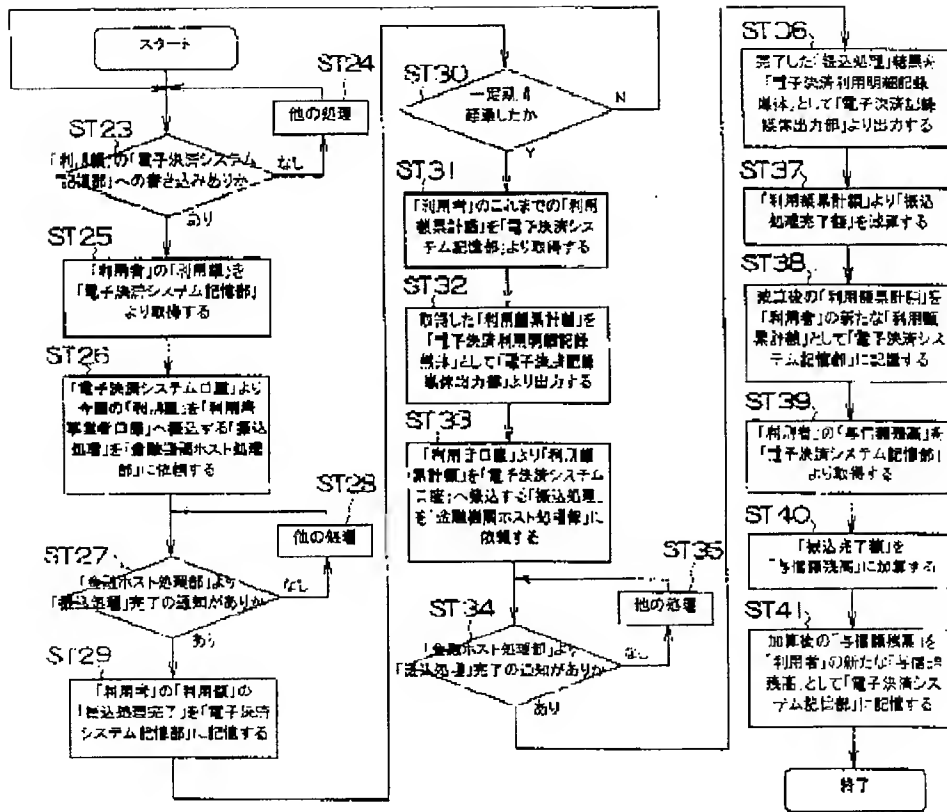 スタート
ST24
他の処理
ST23
「利用額」の「電子決済システム
記憶部」への書き込みありか
なし
あり
ST25
「利用者」の「利用額」を
「電子決済システム記憶部」
より取得する
ST26
「電子決済システム口座」より
今回の「利用額」を「利用済
事業者口座」へ振込する「振込
処理」を「金融機関ホスト処理
部」に依頼する
ST28
他の処理
ST27
「金融ホスト処理部」より
「振込処理」完了の通知がありか
なし
あり
ST29
「利用者」の「利用額」の
「振込処理完了」を「電子決済
システム記憶部」に記憶する
ST30
一定期間
経過したか
N
Y
ST31
「利用者」のこれまでの「利用
額累計額」を「電子決済シス
テム記憶部」より取得する
ST32
取得した「利用額累計額」を
「電子決済利用明細記録
媒体」として「電子決済記録
媒体出力部」より出力する
ST33
「利用者口座」より「利用額
累計額」を「電子決済システム
口座」へ振込する「振込処理」
を「金融機関ホスト処理部」に
依頼する
ST35
他の処理
ST34
「金融ホスト処理部」より
「振込処理」完了の通知がありか
なし
あり
ST36
完了した「振込処理」結果を
「電子決済利用明細記録
媒体」として「電子決済記録
媒体出力部」より出力する
ST37
「利用額累計額」より「振込
処理完了額」を減算する
ST38
減算後の「利用額累計額」を
「利用者」の新たな「利用額
累計額」として「電子決済シス
テム記憶部」に記憶する
ST39
「利用者」の「与信額残高」を
「電子決済システム記憶部」
より取得する
ST40
「振込完了額」を
「与信額残高」に加算する
ST41
加算後の「与信額残高」を
「利用者」の新たな「与信額
残高」として「電子決済シス
テム記憶部」に記憶する
終了